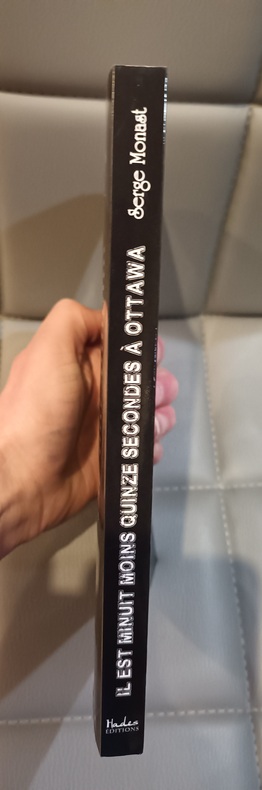 Serge Monast
IL EST MINUIT MOINS QUINZE SECONDES À OTTAWA
Hades
EDITIONS